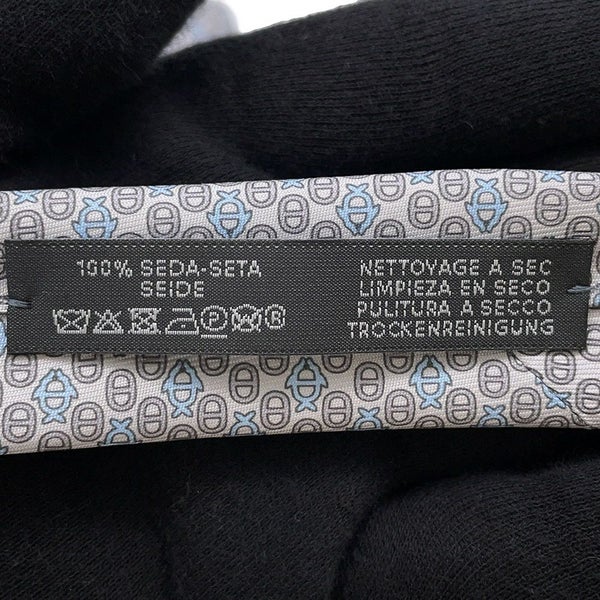 100% SEDA-SETA
SEIDE
P W ®
NETTOYAGE A SEC
LIMPIEZA EN SECO
PULITURA A SECCO
TROCKENREINIGUNG